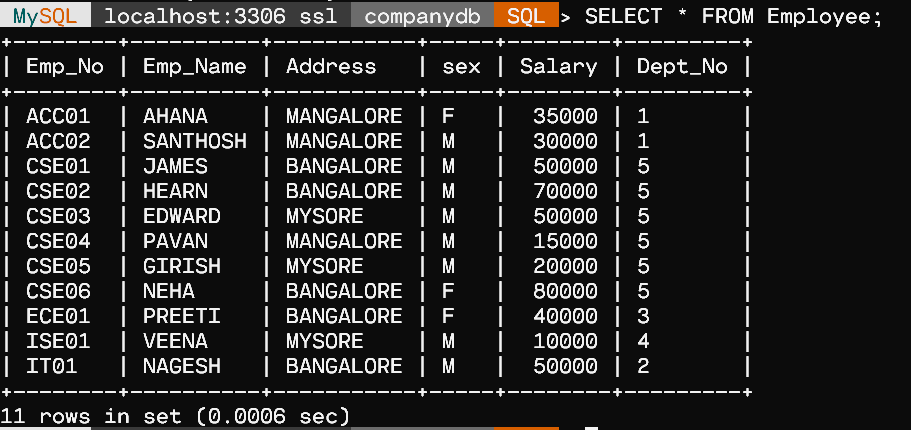 MySQL localhost:3306 ssl companydb SQL > SELECT * FROM Employee;
+--------+----------+-----------+-----+--------+---------+
| Emp_No | Emp_Name | Address   | sex | Salary | Dept_No |
+--------+----------+-----------+-----+--------+---------+
| ACC01  | AHANA    | MANGALORE | F   |  35000 | 1       |
| ACC02  | SANTHOSH | MANGALORE | M   |  30000 | 1       |
| CSE01  | JAMES    | BANGALORE | M   |  50000 | 5       |
| CSE02  | HEARN    | BANGALORE | M   |  70000 | 5       |
| CSE03  | EDWARD   | MYSORE    | M   |  50000 | 5       |
| CSE04  | PAVAN    | MANGALORE | M   |  15000 | 5       |
| CSE05  | GIRISH   | MYSORE    | M   |  20000 | 5       |
| CSE06  | NEHA     | BANGALORE | F   |  80000 | 5       |
| ECE01  | PREETI   | BANGALORE | F   |  40000 | 3       |
| ISE01  | VEENA    | MYSORE    | M   |  10000 | 4       |
| IT01   | NAGESH   | BANGALORE | M   |  50000 | 2       |
+--------+----------+-----------+-----+--------+---------+
11 rows in set (0.0006 sec)